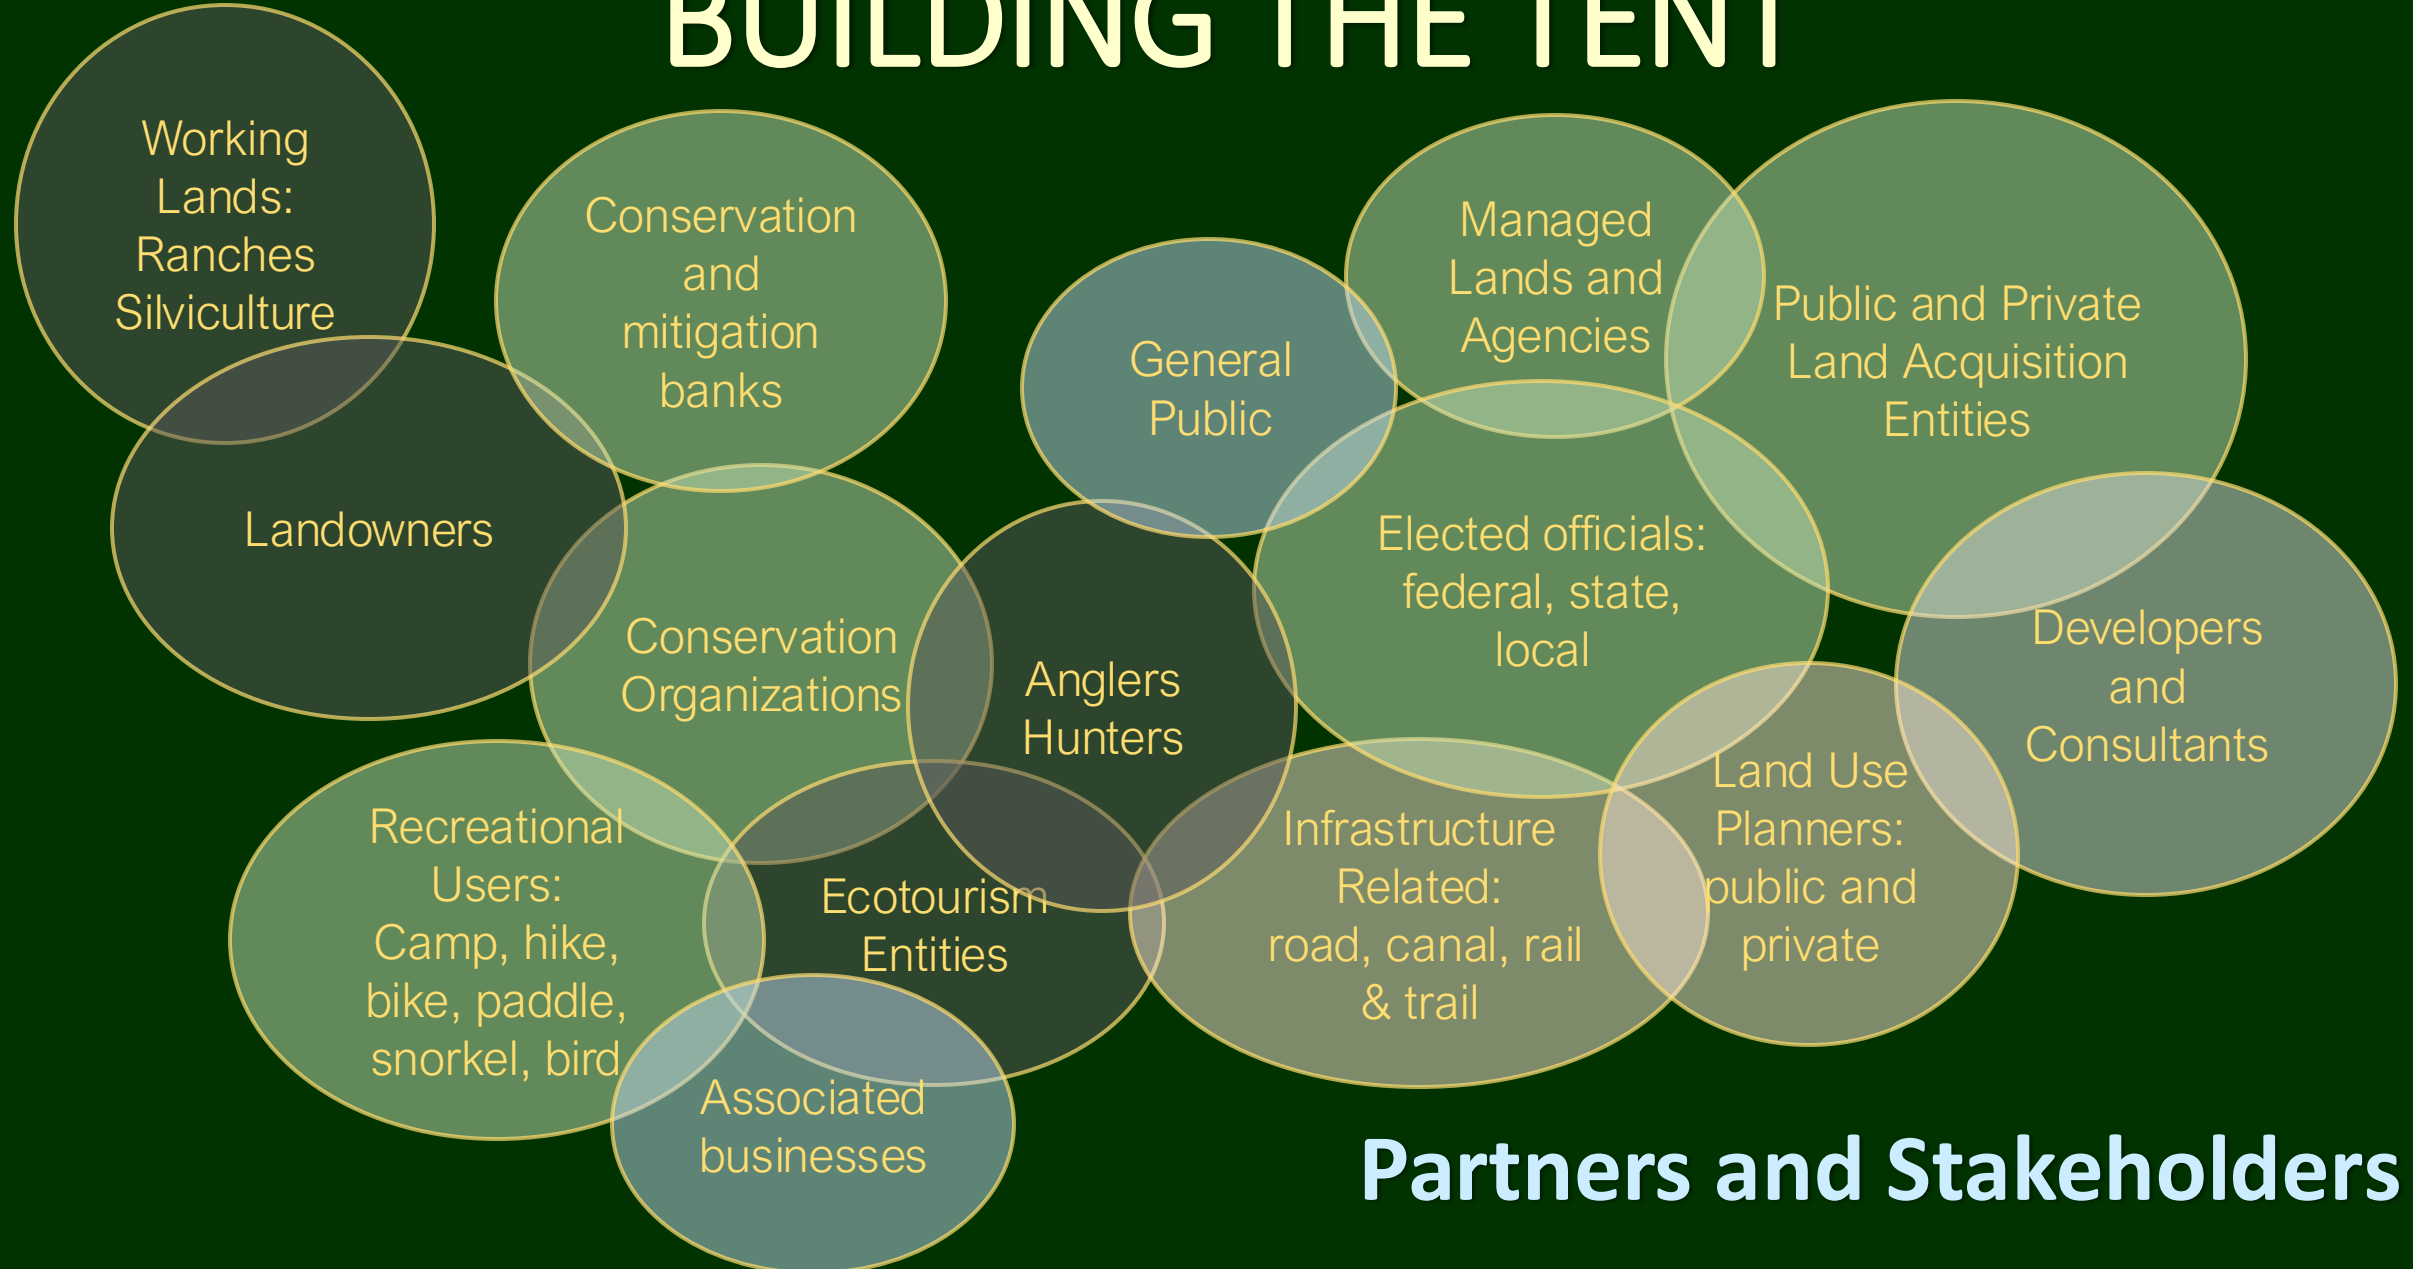 BUILDING THE TENT
Working
Lands:
Ranches
Silviculture
Conservation
and
mitigation
banks
General
Public
Managed
Lands and
Agencies
Public and Private
Land Acquisition
Entities
Landowners
Conservation
Organizations
Anglers
Hunters
Elected officials:
federal, state,
local
Developers
and
Consultants
Recreational
Users:
Camp, hike,
bike, paddle,
snorkel, bird
Ecotourism
Entities
Infrastructure
Related:
road, canal, rail
& trail
Land Use
Planners:
public and
private
Associated
businesses
Partners and Stakeholders